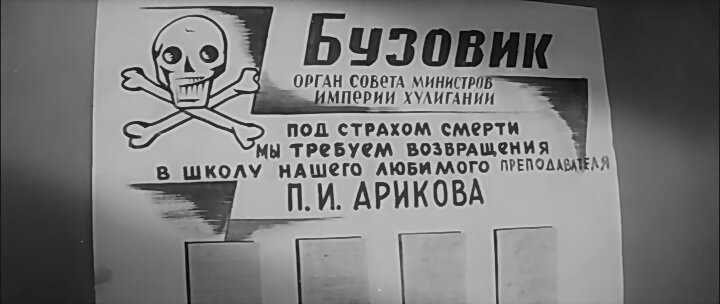 Бузовик
ОРГАН СОВЕТА МИНИСТРОВ
ИМПЕРИИ ХУЛИГАНИИ
ПОД СТРАХОМ СМЕРТИ
МЫ ТРЕБУЕМ ВОЗВРАЩЕНИЯ
В ШКОЛУ НАШЕГО ЛЮБИМОГО ПРЕПОДАВАТЕЛЯ
П. И. АРИКОВА